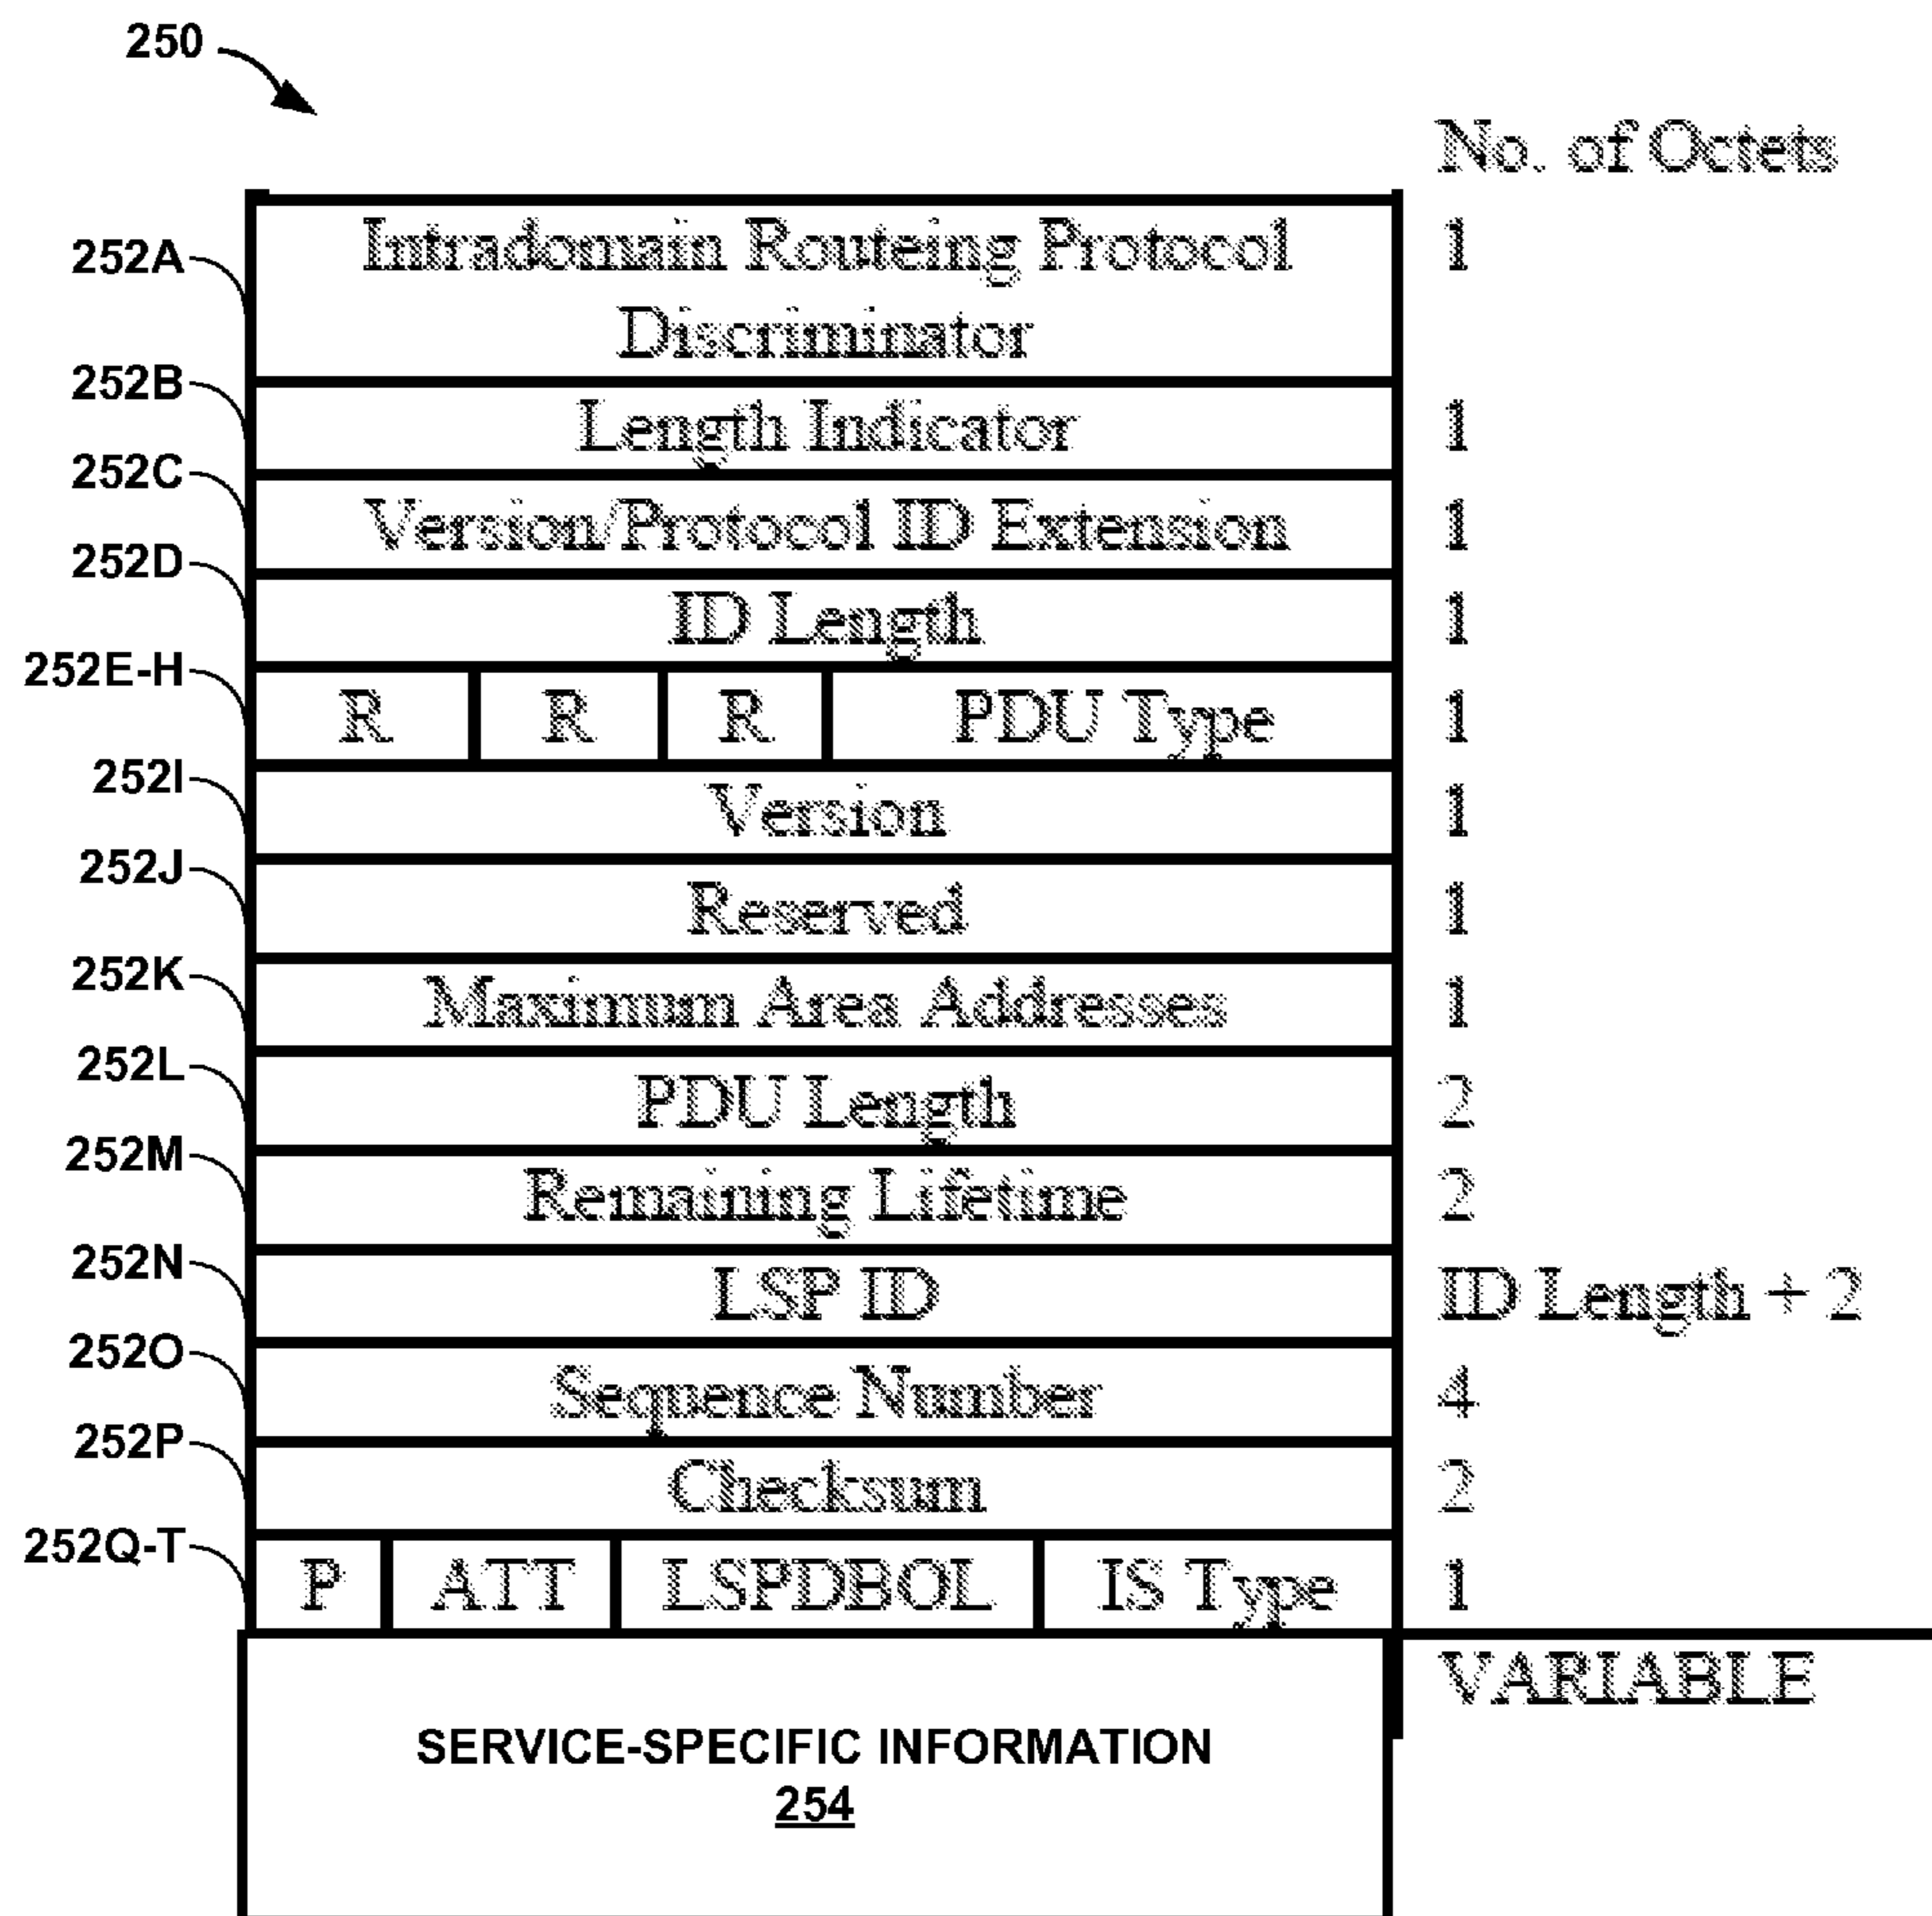 250
No. of Octets
252A
Intradomain Routeing Protocol
Discriminator
1
252B
Length Indicator
1
252C
Version/Protocol ID Extension
1
252D
ID Length
1
252E-H
R R R PDU Type
1
252I
Version
1
252J
Reserved
1
252K
Maximum Area Addresses
1
252L
PDU Length
2
252M
Remaining Lifetime
2
252N
LSP ID
ID Length + 2
252O
Sequence Number
4
252P
Checksum
2
252Q-T
P ATT LSPDBOL IS Type
1
VARIABLE
SERVICE-SPECIFIC INFORMATION
254